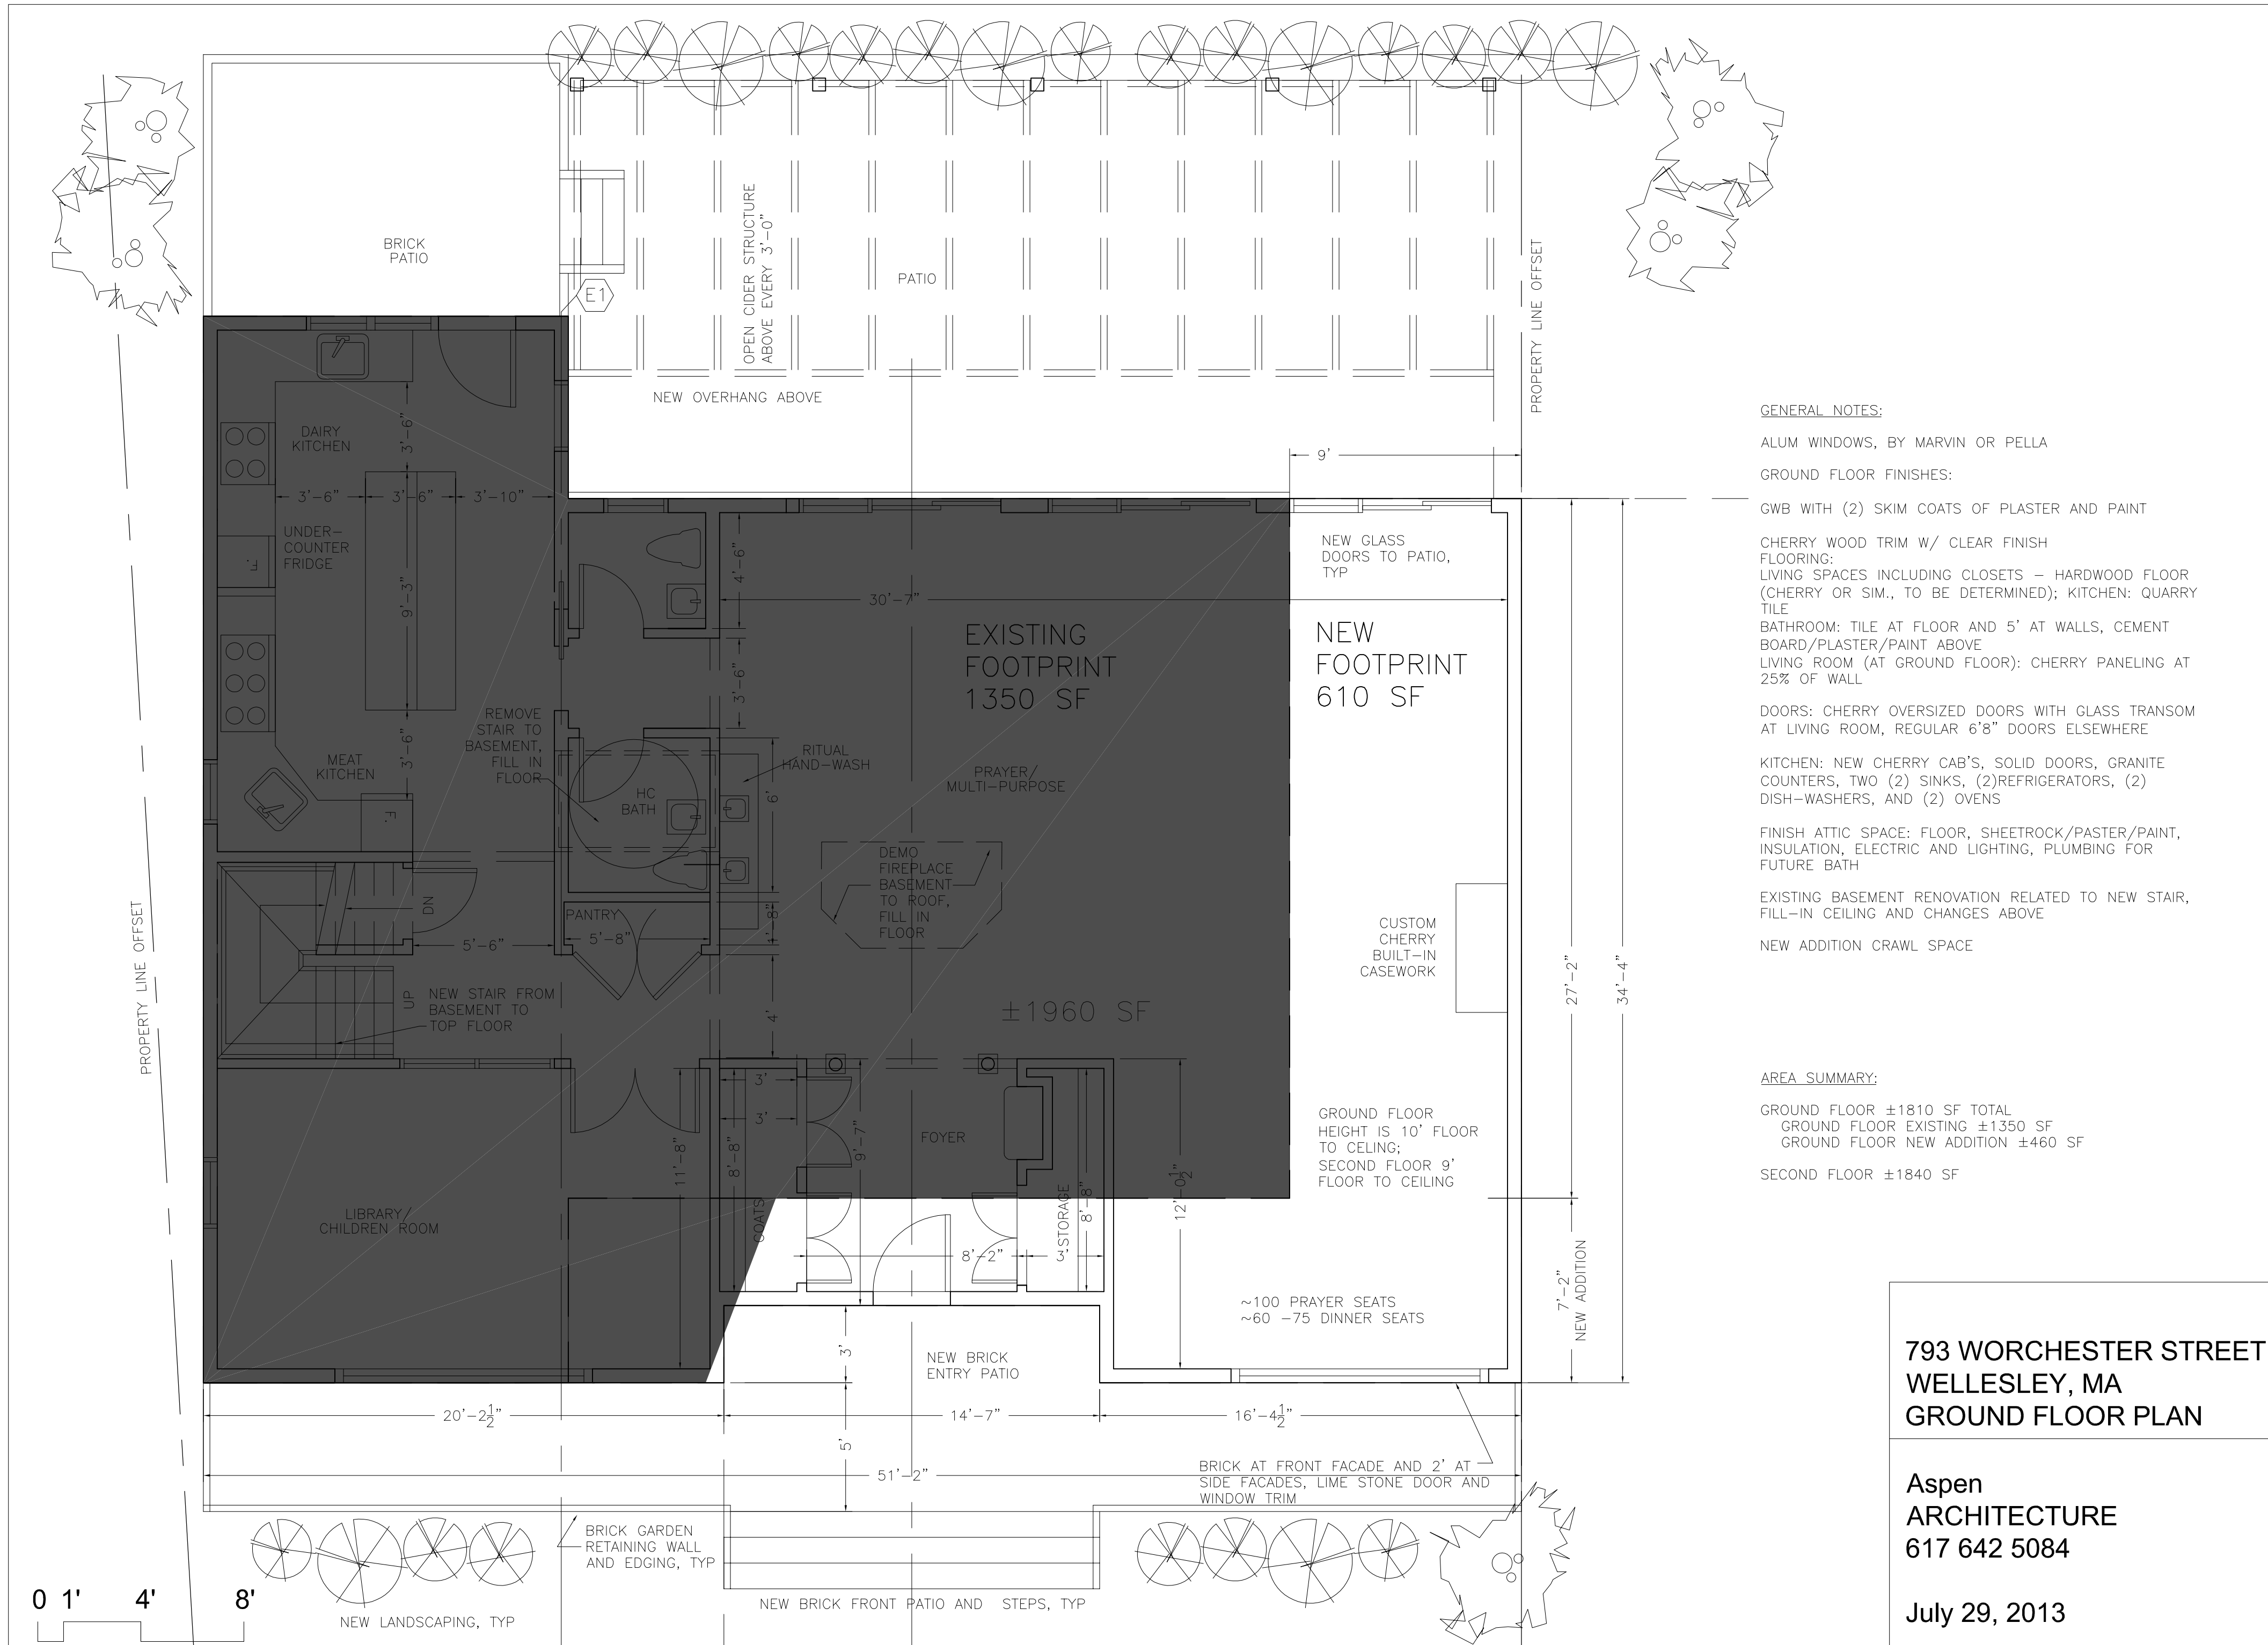 BRICK
PATIO
OPEN CIDER STRUCTURE
ABOVE EVERY 3'-0"
PATIO
PROPERTY LINE OFFSET
E1
NEW OVERHANG ABOVE
9'
DAIRY
KITCHEN
3'-6"
3'-6"
3'-6"
3'-10"
UNDER-
COUNTER
FRIDGE
F.
9'-3"
4'-6"
30'-7"
NEW GLASS
DOORS TO PATIO,
TYP
EXISTING
FOOTPRINT
1350 SF
NEW
FOOTPRINT
610 SF
3'-6"
REMOVE
STAIR TO
BASEMENT,
FILL IN
FLOOR
3'-6"
MEAT
KITCHEN
F.
HC
BATH
RITUAL
HAND-WASH
6'
PRAYER/
MULTI-PURPOSE
DEMO
FIREPLACE
BASEMENT
TO ROOF,
FILL IN
FLOOR
DN
5'-6"
PANTRY
5'-8"
1'-8"
CUSTOM
CHERRY
BUILT-IN
CASEWORK
27'-2"
34'-4"
PROPERTY LINE OFFSET
UP
NEW STAIR FROM
BASEMENT TO
TOP FLOOR
4'
±1960 SF
3'
3'
11'-8"
8'-8"
COATS
9'-7"
FOYER
STORAGE
8'-8"
12'-0½"
GROUND FLOOR
HEIGHT IS 10' FLOOR
TO CELING;
SECOND FLOOR 9'
FLOOR TO CEILING
LIBRARY/
CHILDREN ROOM
8'-2"
3'
7'-2"
NEW ADDITION
~100 PRAYER SEATS
~60 -75 DINNER SEATS
3'
NEW BRICK
ENTRY PATIO
20'-2½"
14'-7"
16'-4½"
5'
51'-2"
BRICK AT FRONT FACADE AND 2' AT
SIDE FACADES, LIME STONE DOOR AND
WINDOW TRIM
BRICK GARDEN
RETAINING WALL
AND EDGING, TYP
NEW BRICK FRONT PATIO AND STEPS, TYP
NEW LANDSCAPING, TYP
0 1' 4' 8'
GENERAL NOTES:
ALUM WINDOWS, BY MARVIN OR PELLA
GROUND FLOOR FINISHES:
GWB WITH (2) SKIM COATS OF PLASTER AND PAINT
CHERRY WOOD TRIM W/ CLEAR FINISH
FLOORING:
LIVING SPACES INCLUDING CLOSETS – HARDWOOD FLOOR
(CHERRY OR SIM., TO BE DETERMINED); KITCHEN: QUARRY
TILE
BATHROOM: TILE AT FLOOR AND 5' AT WALLS, CEMENT
BOARD/PLASTER/PAINT ABOVE
LIVING ROOM (AT GROUND FLOOR): CHERRY PANELING AT
25% OF WALL
DOORS: CHERRY OVERSIZED DOORS WITH GLASS TRANSOM
AT LIVING ROOM, REGULAR 6'8" DOORS ELSEWHERE
KITCHEN: NEW CHERRY CAB'S, SOLID DOORS, GRANITE
COUNTERS, TWO (2) SINKS, (2)REFRIGERATORS, (2)
DISH-WASHERS, AND (2) OVENS
FINISH ATTIC SPACE: FLOOR, SHEETROCK/PASTER/PAINT,
INSULATION, ELECTRIC AND LIGHTING, PLUMBING FOR
FUTURE BATH
EXISTING BASEMENT RENOVATION RELATED TO NEW STAIR,
FILL-IN CEILING AND CHANGES ABOVE
NEW ADDITION CRAWL SPACE
AREA SUMMARY:
GROUND FLOOR ±1810 SF TOTAL
GROUND FLOOR EXISTING ±1350 SF
GROUND FLOOR NEW ADDITION ±460 SF
SECOND FLOOR ±1840 SF
793 WORCHESTER STREET
WELLESLEY, MA
GROUND FLOOR PLAN
Aspen
ARCHITECTURE
617 642 5084
July 29, 2013